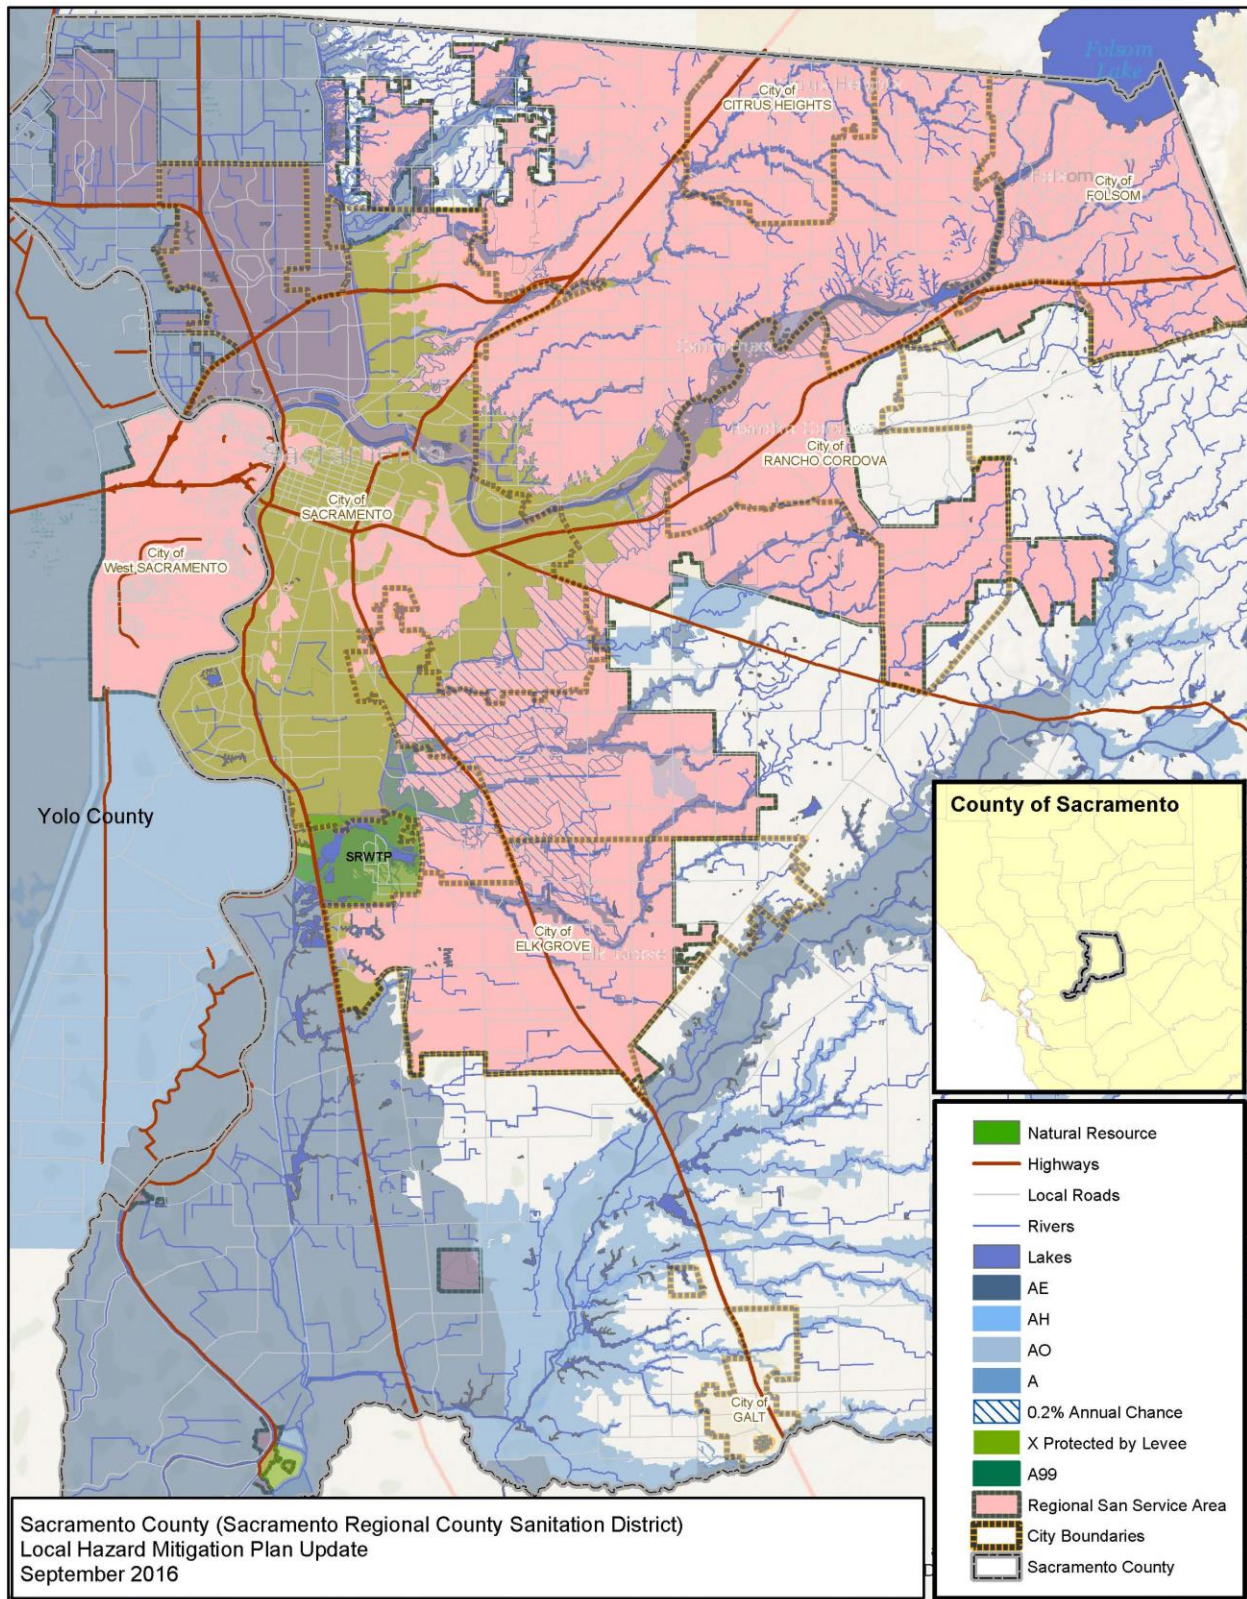 Folsom
Lake
City of
CITRUS HEIGHTS
City of
FOLSOM
City of
RANCHO CORDOVA
Sacramento
City of
SACRAMENTO
City of
West SACRAMENTO
Yolo County
SRWTP
City of
ELK GROVE
City of
GALT
County of Sacramento
Natural Resource
Highways
Local Roads
Rivers
Lakes
AE
AH
AO
A
0.2% Annual Chance
X Protected by Levee
A99
Regional San Service Area
City Boundaries
Sacramento County
Sacramento County (Sacramento Regional County Sanitation District)
Local Hazard Mitigation Plan Update
September 2016